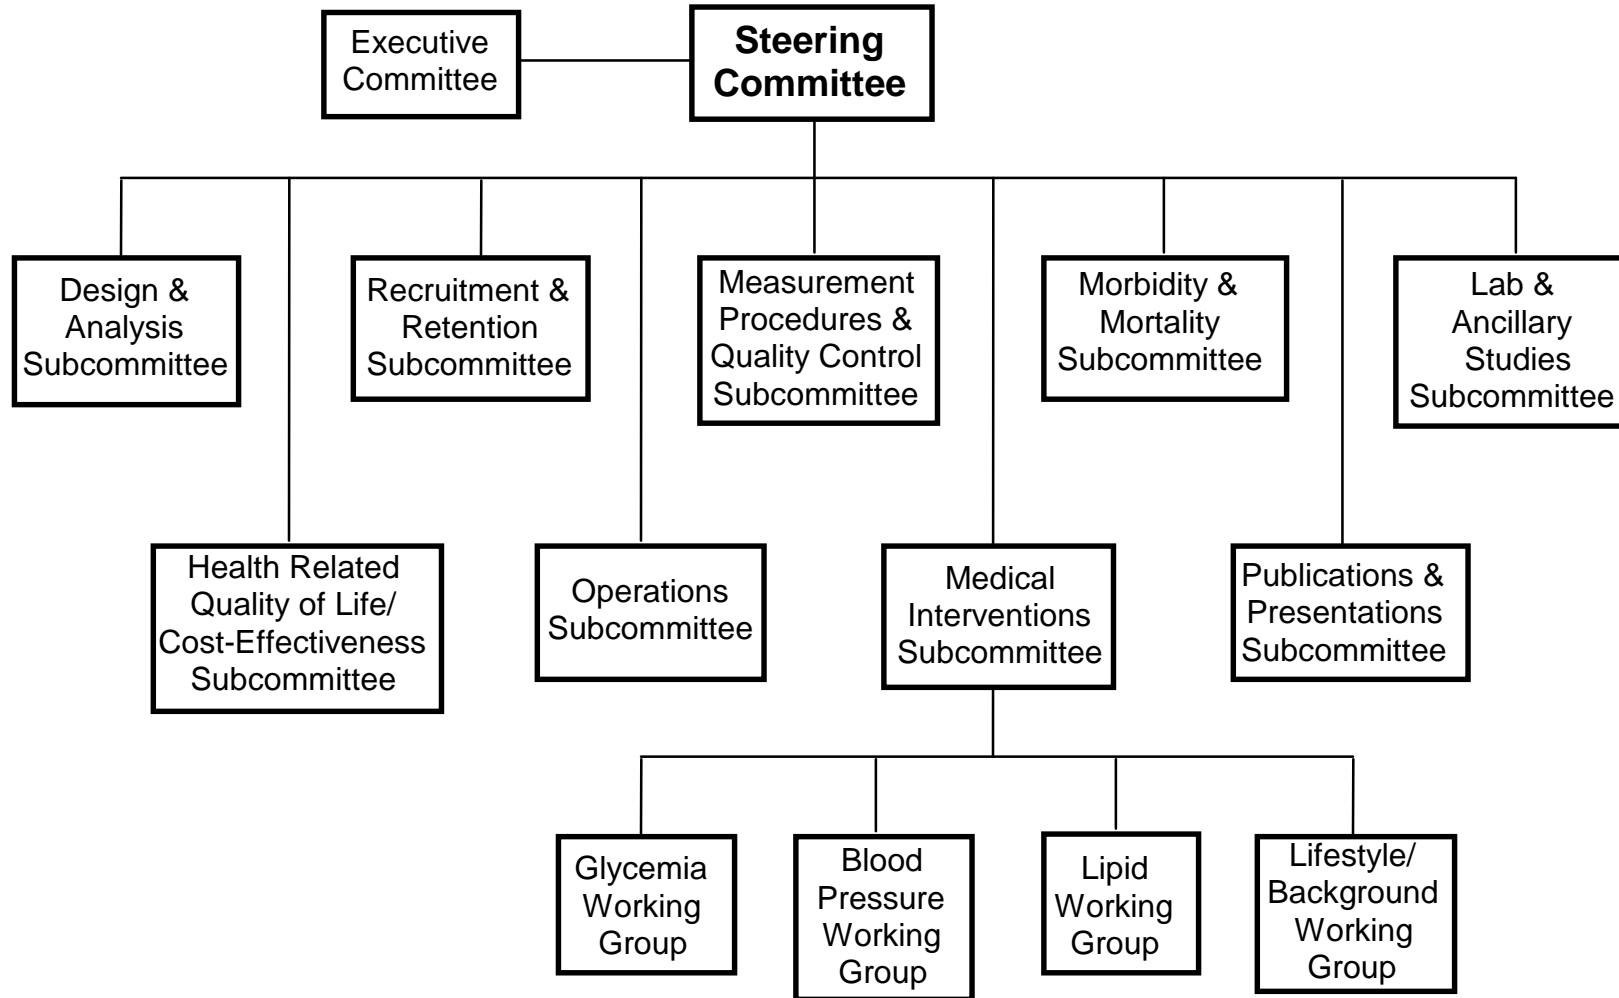 Executive
Committee
Steering
Committee
Design &
Analysis
Subcommittee
Recruitment &
Retention
Subcommittee
Measurement
Procedures &
Quality Control
Subcommittee
Morbidity &
Mortality
Subcommittee
Lab &
Ancillary
Studies
Subcommittee
Health Related
Quality of Life/
Cost-Effectiveness
Subcommittee
Operations
Subcommittee
Medical
Interventions
Subcommittee
Publications &
Presentations
Subcommittee
Glycemia
Working
Group
Blood
Pressure
Working
Group
Lipid
Working
Group
Lifestyle/
Background
Working
Group